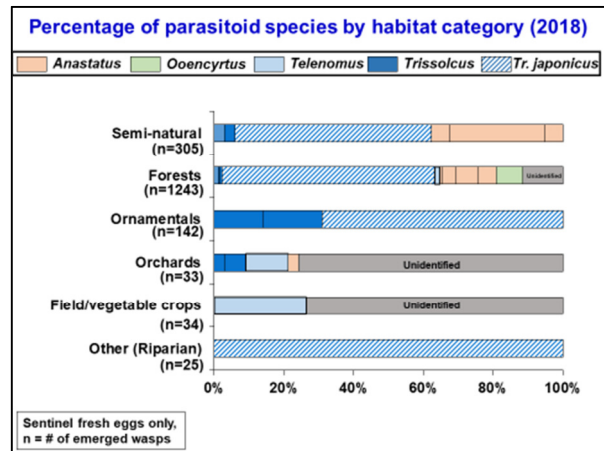 Percentage of parasitoid species by habitat category (2018)
Anastatus Ooencyrtus Telenomus Trissolcus Tr. japonicus
Semi-natural
(n=305)
Forests
(n=1243)
Unidentified
Ornamentals
(n=142)
Orchards
(n=33)
Unidentified
Field/vegetable crops
(n=34)
Unidentified
Other (Riparian)
(n=25)
0% 20% 40% 60% 80% 100%
Sentinel fresh eggs only,
n = # of emerged wasps